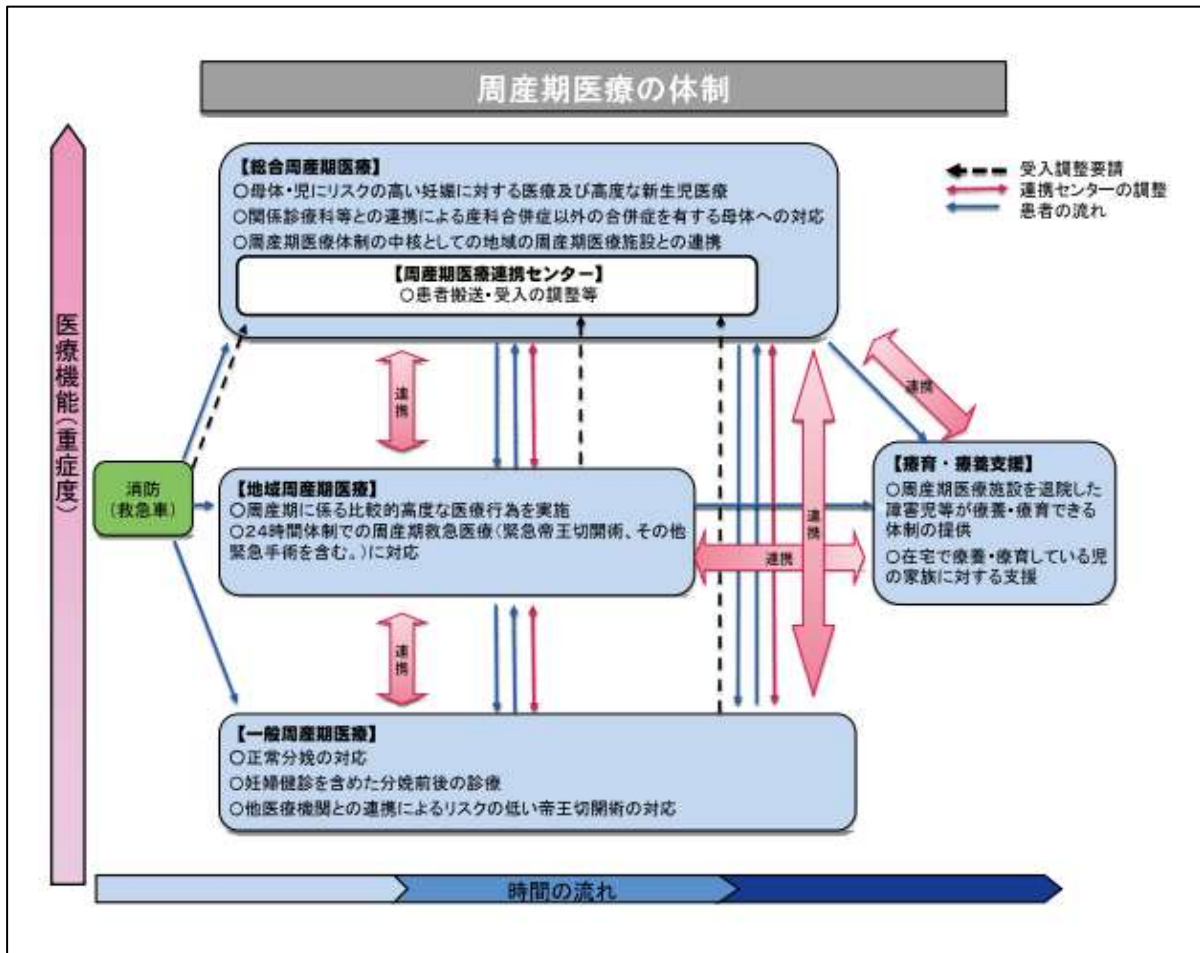 周産期医療の体制
医療機能(重症度)
【総合周産期医療】
○母体・児にリスクの高い妊娠に対する医療及び高度な新生児医療
○関係診療科等との連携による産科合併症以外の合併症を有する母体への対応
○周産期医療体制の中核としての地域の周産期医療施設との連携
【周産期医療連携センター】
○患者搬送・受入の調整等
受入調整要請
連携センターの調整
患者の流れ
連携
連携
消防
(救急車)
【地域周産期医療】
○周産期に係る比較的高度な医療行為を実施
○24時間体制での周産期救急医療(緊急帝王切開術、その他
緊急手術を含む。)に対応
連携
連携
【療育・療養支援】
○周産期医療施設を退院した
障害児等が療養・療育できる
体制の提供
○在宅で療養・療育している児
の家族に対する支援
連携
【一般周産期医療】
○正常分娩の対応
○妊婦健診を含めた分娩前後の診療
○他医療機関との連携によるリスクの低い帝王切開術の対応
時間の流れ